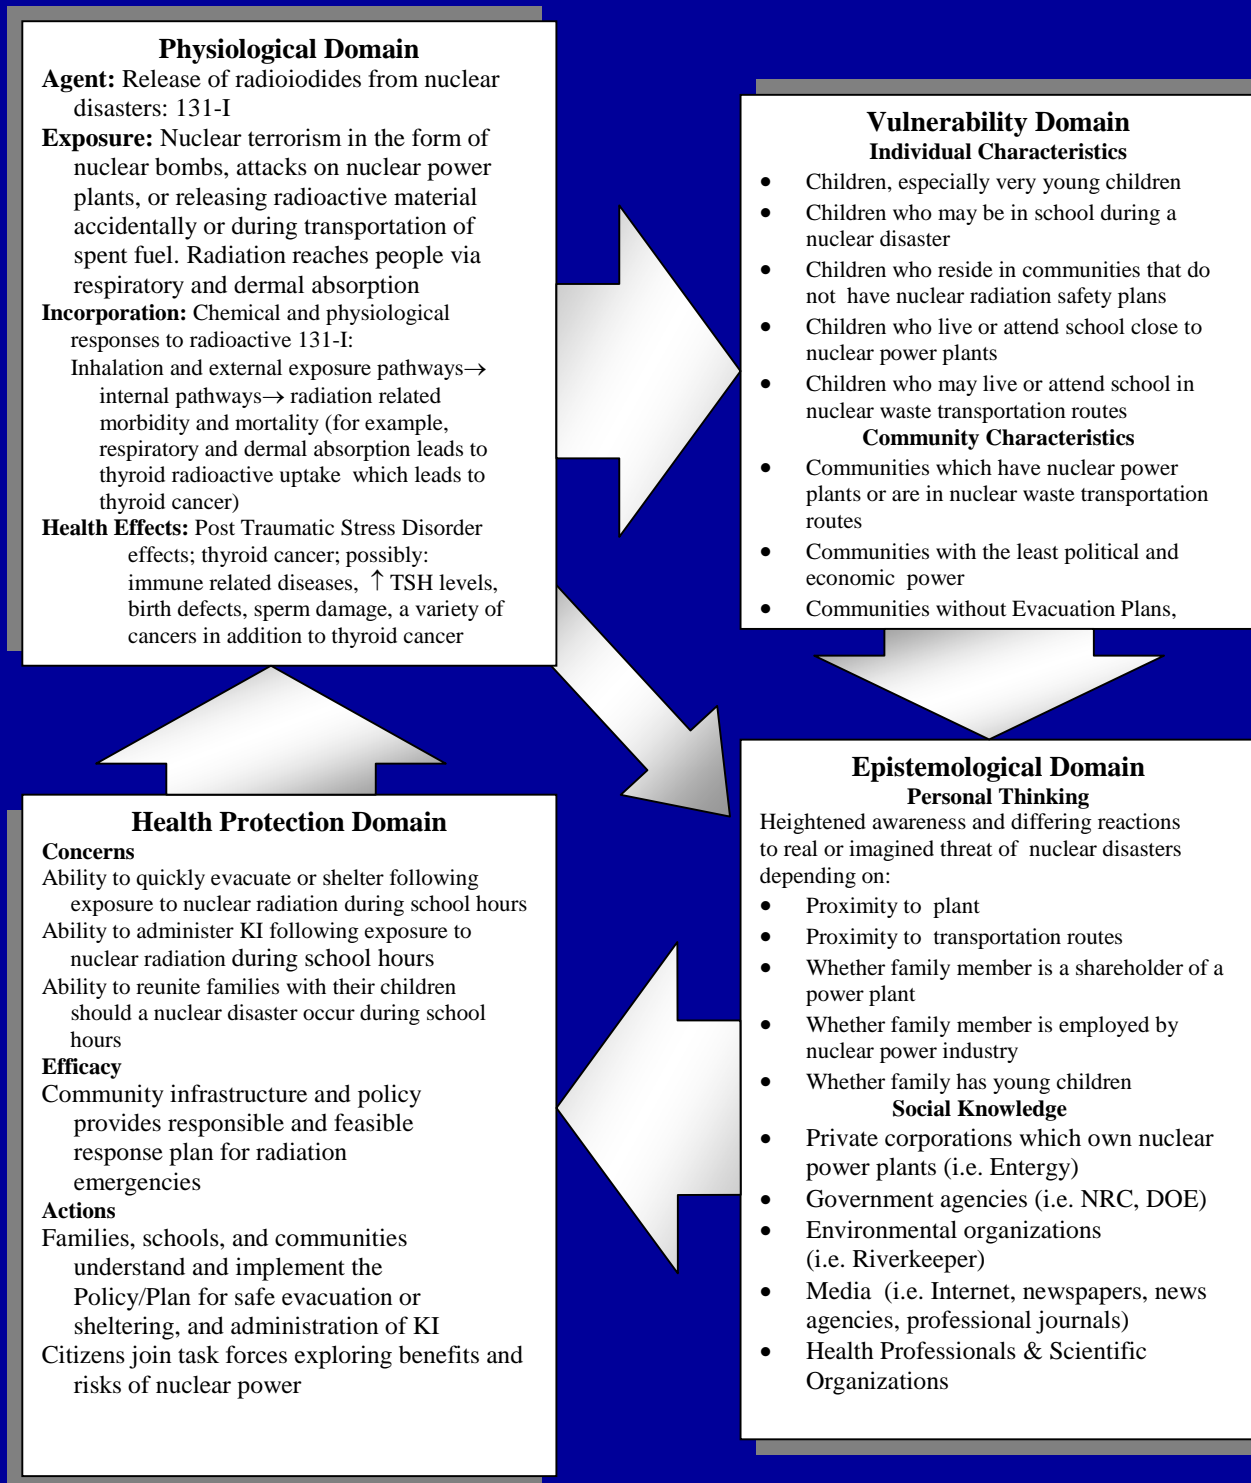 Physiological Domain
Agent: Release of radioiodides from nuclear
disasters: 131-I
Exposure: Nuclear terrorism in the form of
nuclear bombs, attacks on nuclear power
plants, or releasing radioactive material
accidentally or during transportation of
spent fuel. Radiation reaches people via
respiratory and dermal absorption
Incorporation: Chemical and physiological
responses to radioactive 131-I:
Inhalation and external exposure pathways→
internal pathways→ radiation related
morbidity and mortality (for example,
respiratory and dermal absorption leads to
thyroid radioactive uptake which leads to
thyroid cancer)
Health Effects: Post Traumatic Stress Disorder
effects; thyroid cancer; possibly:
immune related diseases, ↑ TSH levels,
birth defects, sperm damage, a variety of
cancers in addition to thyroid cancer
Vulnerability Domain
Individual Characteristics
• Children, especially very young children
• Children who may be in school during a
nuclear disaster
• Children who reside in communities that do
not have nuclear radiation safety plans
• Children who live or attend school close to
nuclear power plants
• Children who may live or attend school in
nuclear waste transportation routes
Community Characteristics
• Communities which have nuclear power
plants or are in nuclear waste transportation
routes
• Communities with the least political and
economic power
• Communities without Evacuation Plans,
Epistemological Domain
Personal Thinking
Heightened awareness and differing reactions
to real or imagined threat of nuclear disasters
depending on:
• Proximity to plant
• Proximity to transportation routes
• Whether family member is a shareholder of a
power plant
• Whether family member is employed by
nuclear power industry
• Whether family has young children
Social Knowledge
• Private corporations which own nuclear
power plants (i.e. Entergy)
• Government agencies (i.e. NRC, DOE)
• Environmental organizations
(i.e. Riverkeeper)
• Media (i.e. Internet, newspapers, news
agencies, professional journals)
• Health Professionals & Scientific
Organizations
Health Protection Domain
Concerns
Ability to quickly evacuate or shelter following
exposure to nuclear radiation during school hours
Ability to administer KI following exposure to
nuclear radiation during school hours
Ability to reunite families with their children
should a nuclear disaster occur during school
hours
Efficacy
Community infrastructure and policy
provides responsible and feasible
response plan for radiation
emergencies
Actions
Families, schools, and communities
understand and implement the
Policy/Plan for safe evacuation or
sheltering, and administration of KI
Citizens join task forces exploring benefits and
risks of nuclear power